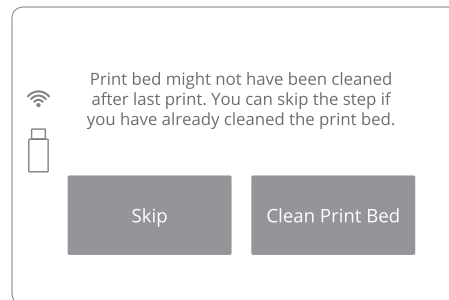 Print bed might not have been cleaned
after last print. You can skip the step if
you have already cleaned the print bed.
Skip
Clean Print Bed